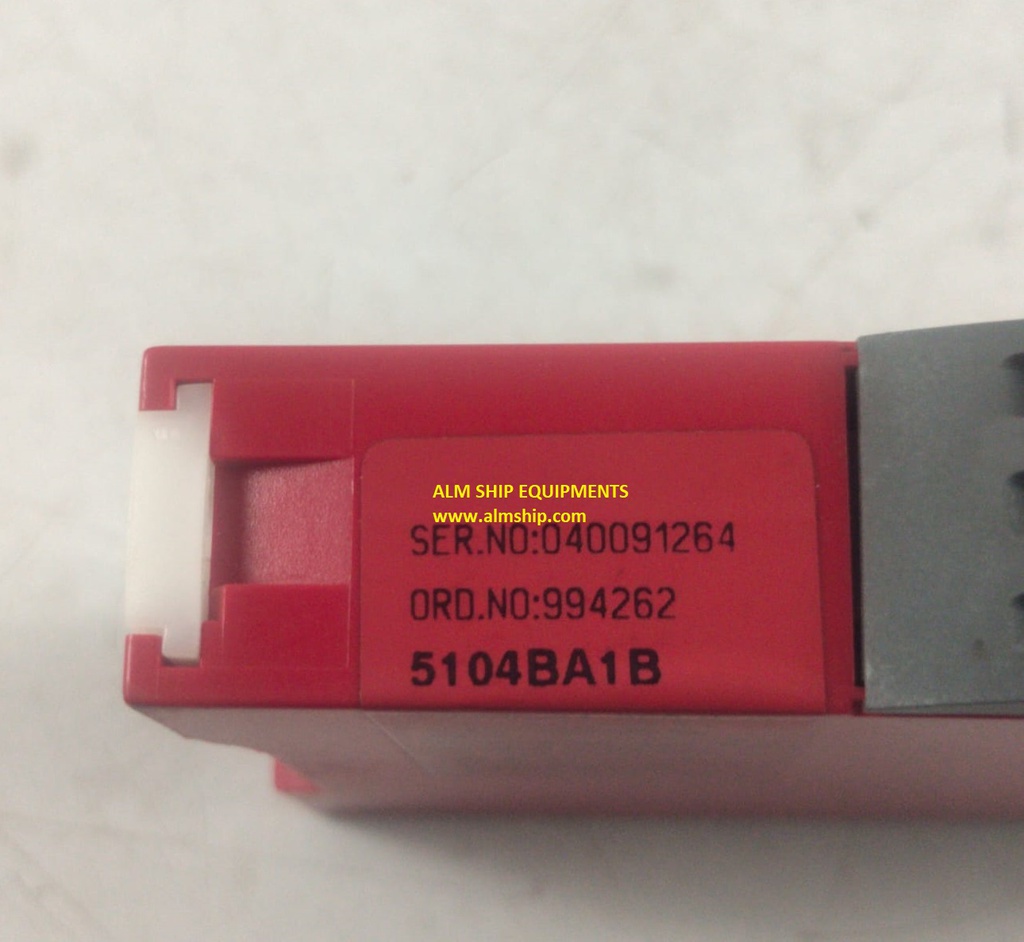 ALM SHIP EQUIPMENTS
www.almship.com
SER.NO:040091264
ORD.NO:994262
5104BA1B